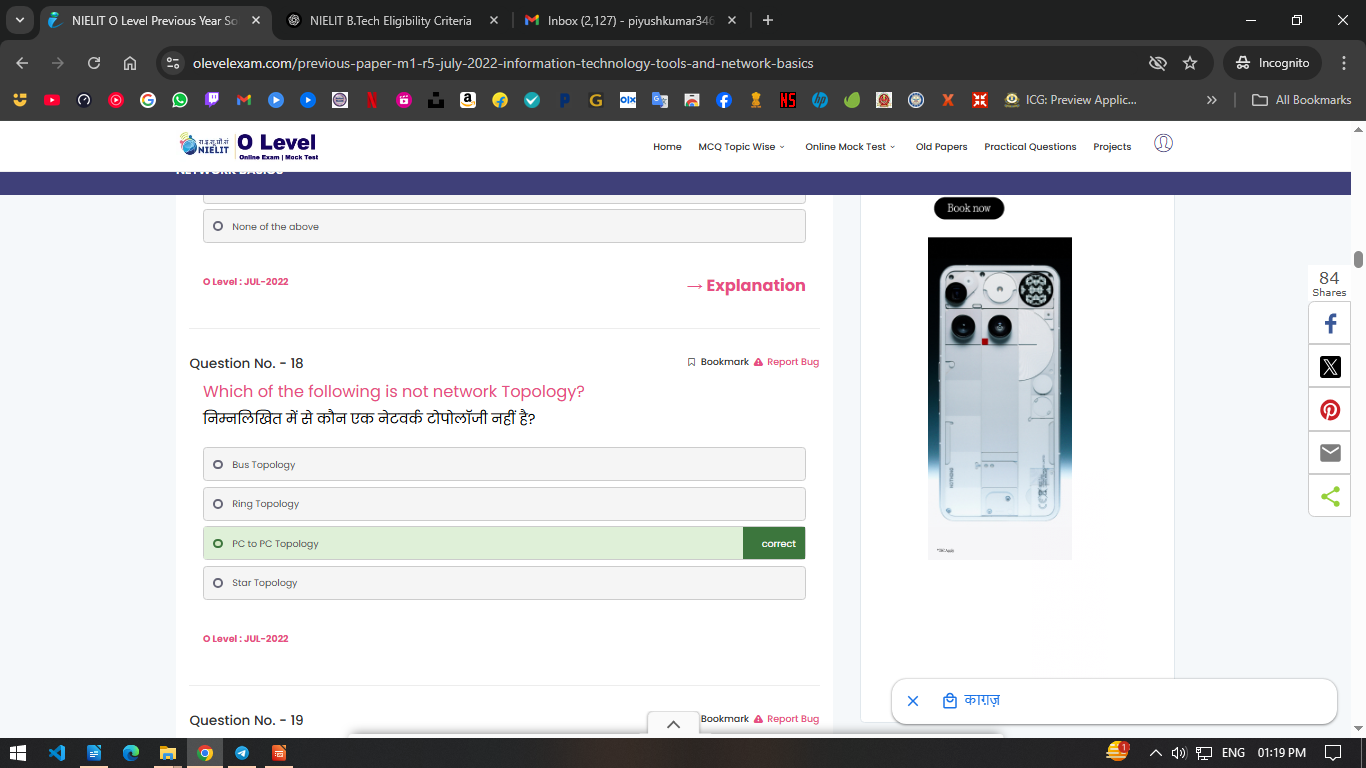 NIELIT O Level Previous Year So
NIELIT B.Tech Eligibility Criteria
Inbox (2,127) - piyushkumar346
olevelexam.com/previous-paper-m1-r5-july-2022-information-technology-tools-and-network-basics
Incognito
ICG: Preview Applic...
All Bookmarks
रा.इ.सू.प्रौ.सं
NIELIT
O Level
Online Exam | Mock Test
Home
MCQ Topic Wise
Online Mock Test
Old Papers
Practical Questions
Projects
NETWORK BASICS
None of the above
O Level : JUL-2022
→ Explanation
Question No. - 18
Bookmark
Report Bug
Which of the following is not network Topology?
निम्नलिखित में से कौन एक नेटवर्क टोपोलॉजी नहीं है?
Bus Topology
Ring Topology
PC to PC Topology
correct
Star Topology
O Level : JUL-2022
Question No. - 19
Bookmark
Report Bug
Book now
84
Shares
काग़ज़
ENG
01:19 PM